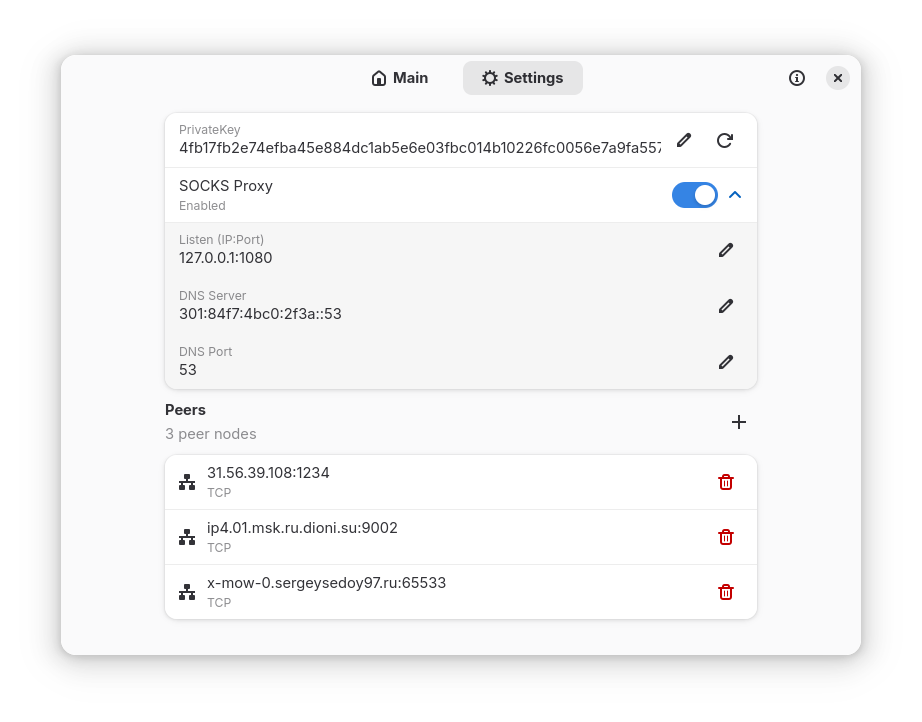 Main
Settings
PrivateKey
4fb17fb2e74efba45e884dc1ab5e6e03fbc014b10226fc0056e7a9fa557
SOCKS Proxy
Enabled
Listen (IP:Port)
127.0.0.1:1080
DNS Server
301:84f7:4bc0:2f3a::53
DNS Port
53
Peers
3 peer nodes
31.56.39.108:1234
TCP
ip4.01.msk.ru.dioni.su:9002
TCP
x-mow-0.sergeysedoy97.ru:65533
TCP